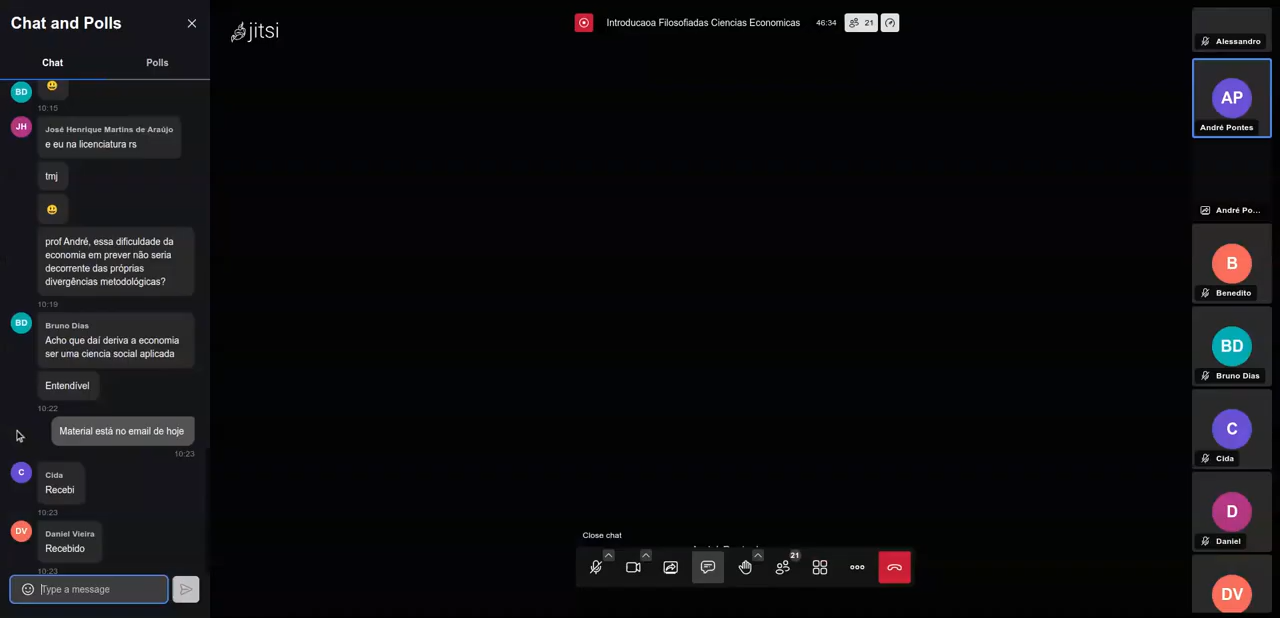 Chat and Polls
Chat
Polls
BD
10:15
JH
José Henrique Martins de Araújo
e eu na licenciatura rs
tmj
prof André, essa dificuldade da
economia em prever não seria
decorrente das próprias
divergências metodológicas?
10:19
BD
Bruno Dias
Acho que daí deriva a economia
ser uma ciencia social aplicada
Entendível
10:22
Material está no email de hoje
10:23
C
Cida
Recebi
10:23
DV
Daniel Vieira
Recebido
10:23
Type a message
jitsi
Introducaoa Filosofiadas Ciencias Economicas
46:34
21
Close chat
21
Alessandro
AP
André Pontes
André Po...
B
Benedito
BD
Bruno Dias
C
Cida
D
Daniel
DV